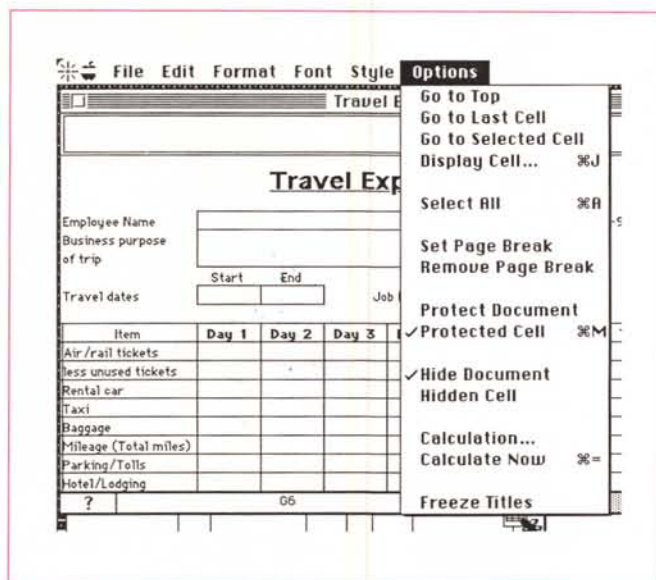 File Edit Format Font Style Options
Travel E
Go to Top
Go to Last Cell
Go to Selected Cell
Display Cell... ⌘J
Select All ⌘A
Set Page Break
Remove Page Break
Protect Document
✓Protected Cell ⌘M
✓Hide Document
Hidden Cell
Calculation...
Calculate Now ⌘=
Freeze Titles
Travel Exp
Employee Name
Business purpose
of trip
Start End
Travel dates Job
Item Day 1 Day 2 Day 3
Air/rail tickets
less unused tickets
Rental car
Taxi
Baggage
Mileage (Total miles)
Parking/Tolls
Hotel/Lodging
? G6